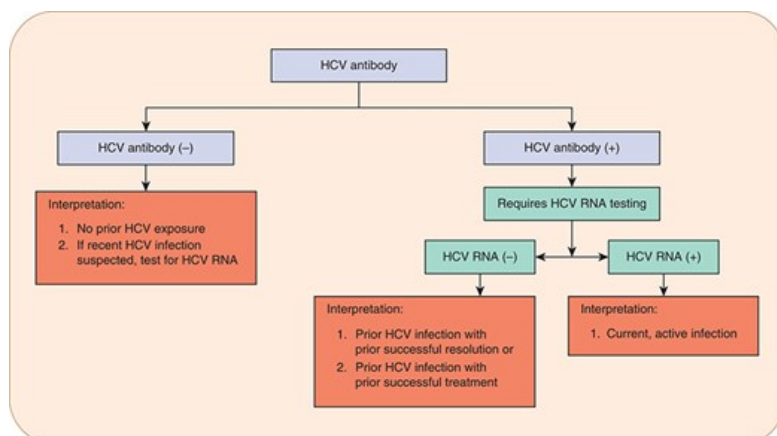 HCV antibody
HCV antibody (–)
HCV antibody (+)
Interpretation:
1. No prior HCV exposure
2. If recent HCV infection
suspected, test for HCV RNA
Requires HCV RNA testing
HCV RNA (–)
HCV RNA (+)
Interpretation:
1. Prior HCV infection with
prior successful resolution or
2. Prior HCV infection with
prior successful treatment
Interpretation:
1. Current, active infection